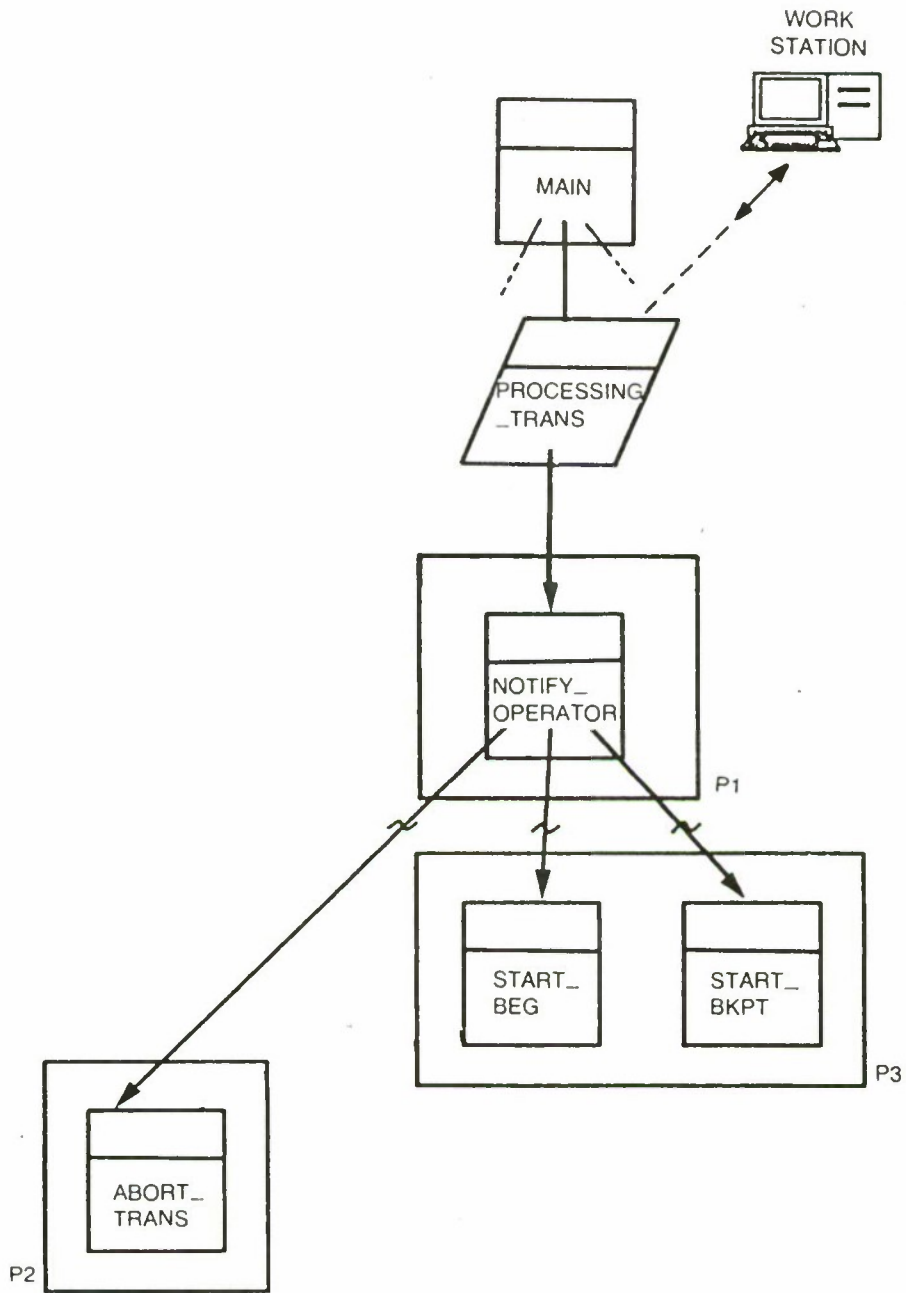 WORK
STATION
MAIN
PROCESSING
_TRANS
NOTIFY_
OPERATOR
P1
START_
BEG
START_
BKPT
P3
ABORT_
TRANS
P2